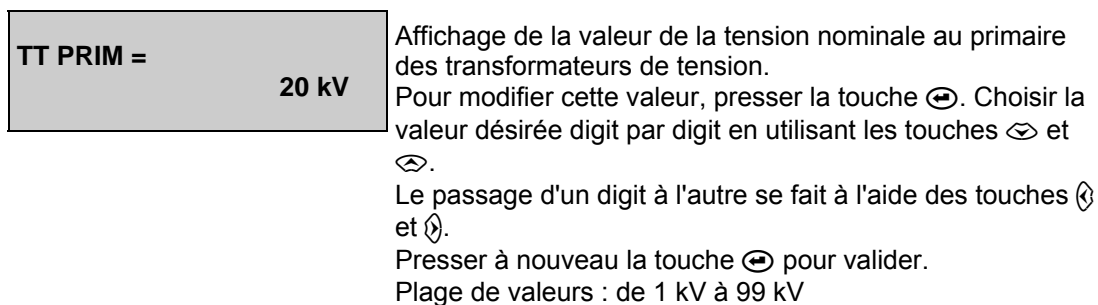 TT PRIM =
20 kV
Affichage de la valeur de la tension nominale au primaire
des transformateurs de tension.
Pour modifier cette valeur, presser la touche . Choisir la
valeur désirée digit par digit en utilisant les touches et
.
Le passage d'un digit à l'autre se fait à l'aide des touches
et .
Presser à nouveau la touche pour valider.
Plage de valeurs : de 1 kV à 99 kV